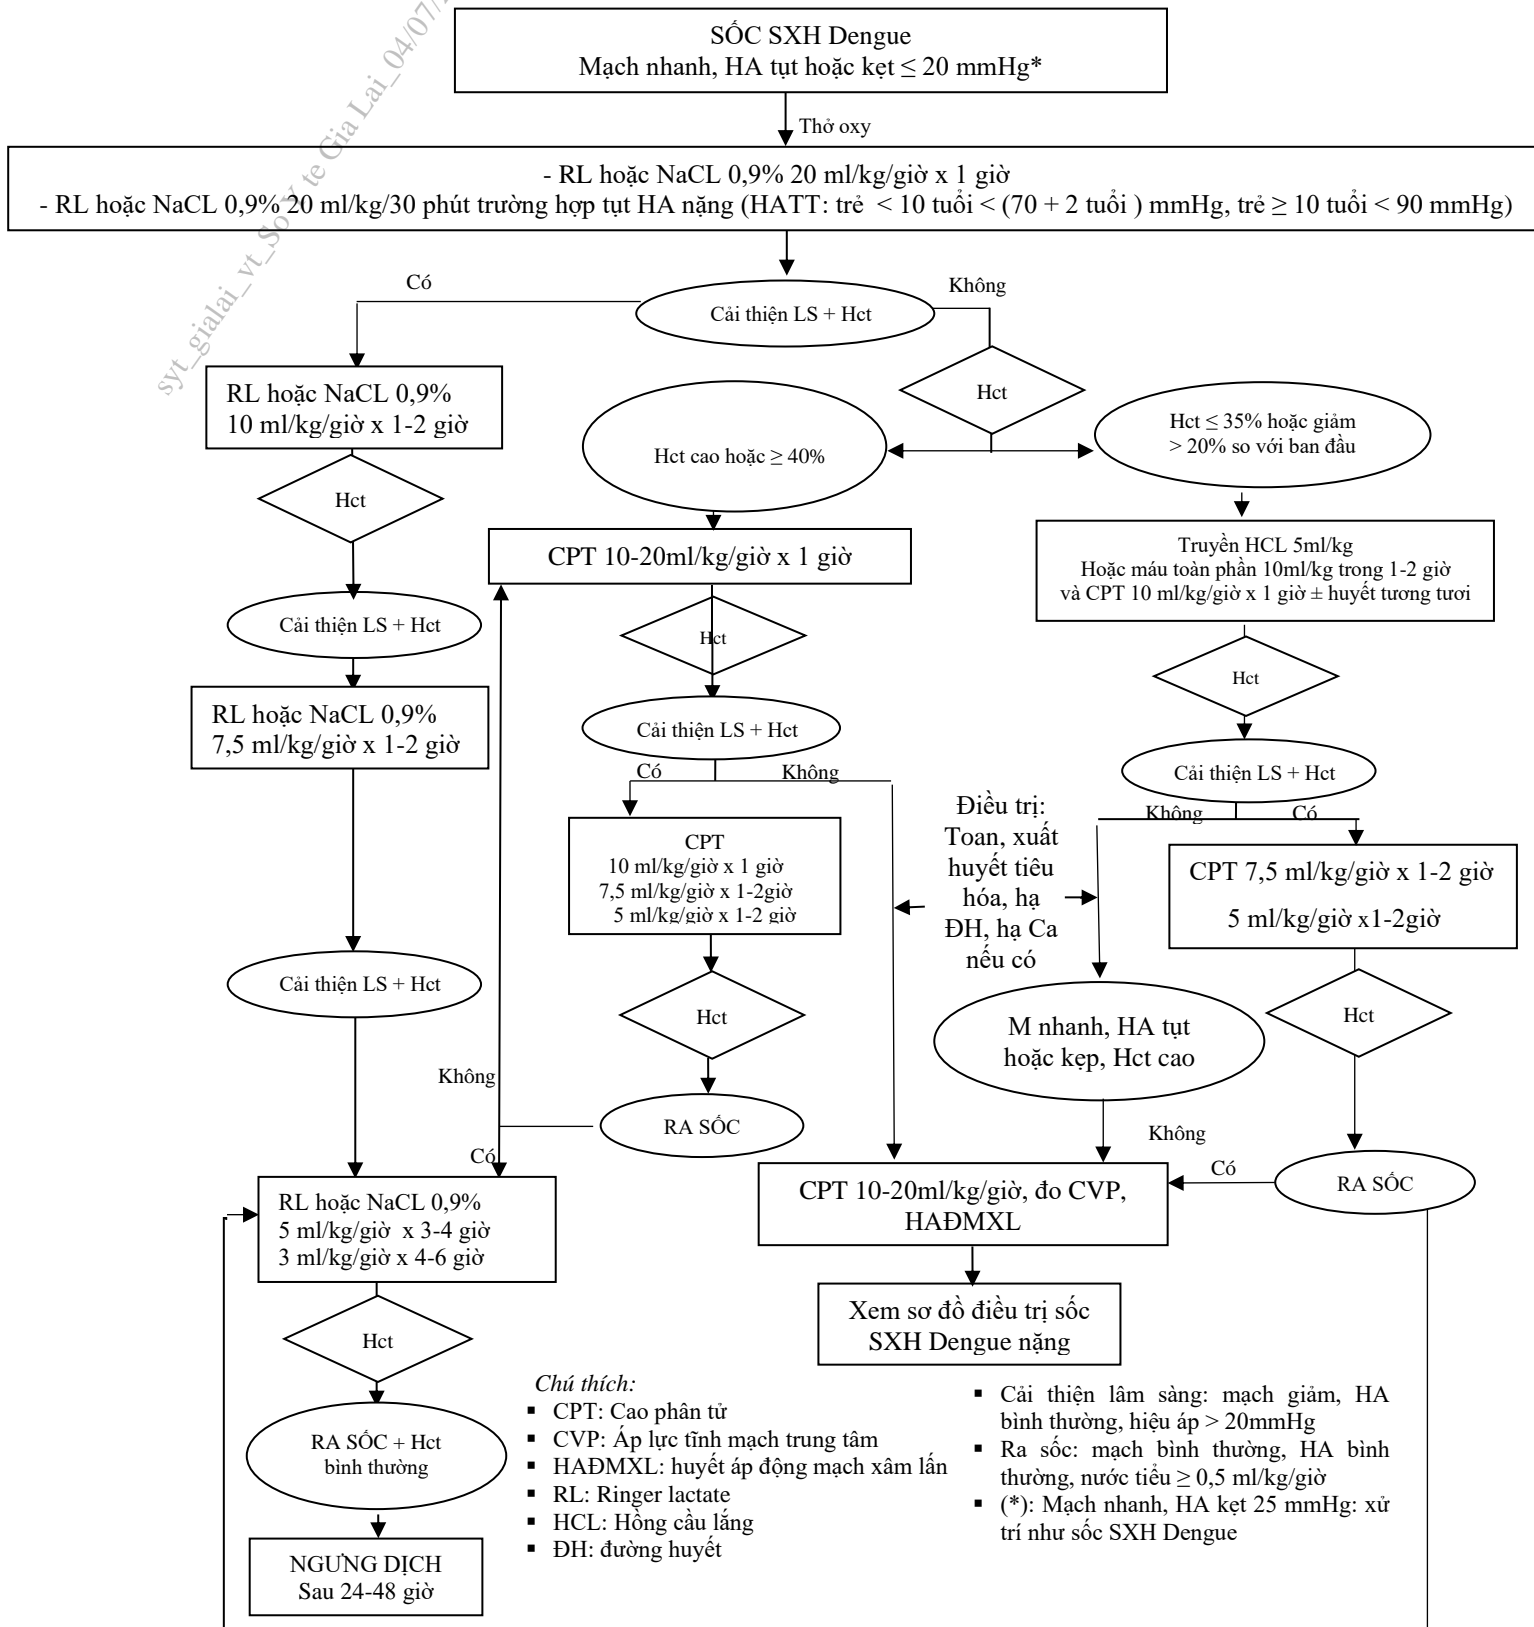 syt_gialai_vt_So Y te Gia Lai_04/07/
SỐC SXH Dengue
Mạch nhanh, HA tụt hoặc kẹt ≤ 20 mmHg*
Thở oxy
- RL hoặc NaCL 0,9% 20 ml/kg/giờ x 1 giờ
- RL hoặc NaCL 0,9% 20 ml/kg/30 phút trường hợp tụt HA nặng (HATT: trẻ < 10 tuổi < (70 + 2 tuổi ) mmHg, trẻ ≥ 10 tuổi < 90 mmHg)
Có
Cải thiện LS + Hct
Không
RL hoặc NaCL 0,9%
10 ml/kg/giờ x 1-2 giờ
Hct
Hct cao hoặc ≥ 40%
Hct ≤ 35% hoặc giảm
> 20% so với ban đầu
Hct
CPT 10-20ml/kg/giờ x 1 giờ
Truyền HCL 5ml/kg
Hoặc máu toàn phần 10ml/kg trong 1-2 giờ
và CPT 10 ml/kg/giờ x 1 giờ ± huyết tương tươi
Cải thiện LS + Hct
Hct
Hct
RL hoặc NaCL 0,9%
7,5 ml/kg/giờ x 1-2 giờ
Cải thiện LS + Hct
Cải thiện LS + Hct
Có
Không
Không
Có
Điều trị:
Toan, xuất
huyết tiêu
hóa, hạ
ĐH, hạ Ca
nếu có
CPT
10 ml/kg/giờ x 1 giờ
7,5 ml/kg/giờ x 1-2giờ
5 ml/kg/giờ x 1-2 giờ
CPT 7,5 ml/kg/giờ x 1-2 giờ
5 ml/kg/giờ x1-2giờ
Cải thiện LS + Hct
Hct
M nhanh, HA tụt
hoặc kẹp, Hct cao
Hct
Không
RA SỐC
Không
Có
Có
RA SỐC
RL hoặc NaCL 0,9%
5 ml/kg/giờ x 3-4 giờ
3 ml/kg/giờ x 4-6 giờ
CPT 10-20ml/kg/giờ, đo CVP,
HAĐMXL
Hct
Xem sơ đồ điều trị sốc
SXH Dengue nặng
RA SỐC + Hct
bình thường
NGƯNG DỊCH
Sau 24-48 giờ
Chú thích:
▪ CPT: Cao phân tử
▪ CVP: Áp lực tĩnh mạch trung tâm
▪ HAĐMXL: huyết áp động mạch xâm lấn
▪ RL: Ringer lactate
▪ HCL: Hồng cầu lắng
▪ ĐH: đường huyết
▪ Cải thiện lâm sàng: mạch giảm, HA
bình thường, hiệu áp > 20mmHg
▪ Ra sốc: mạch bình thường, HA bình
thường, nước tiểu ≥ 0,5 ml/kg/giờ
▪ (*): Mạch nhanh, HA kẹt 25 mmHg: xử
trí như sốc SXH Dengue